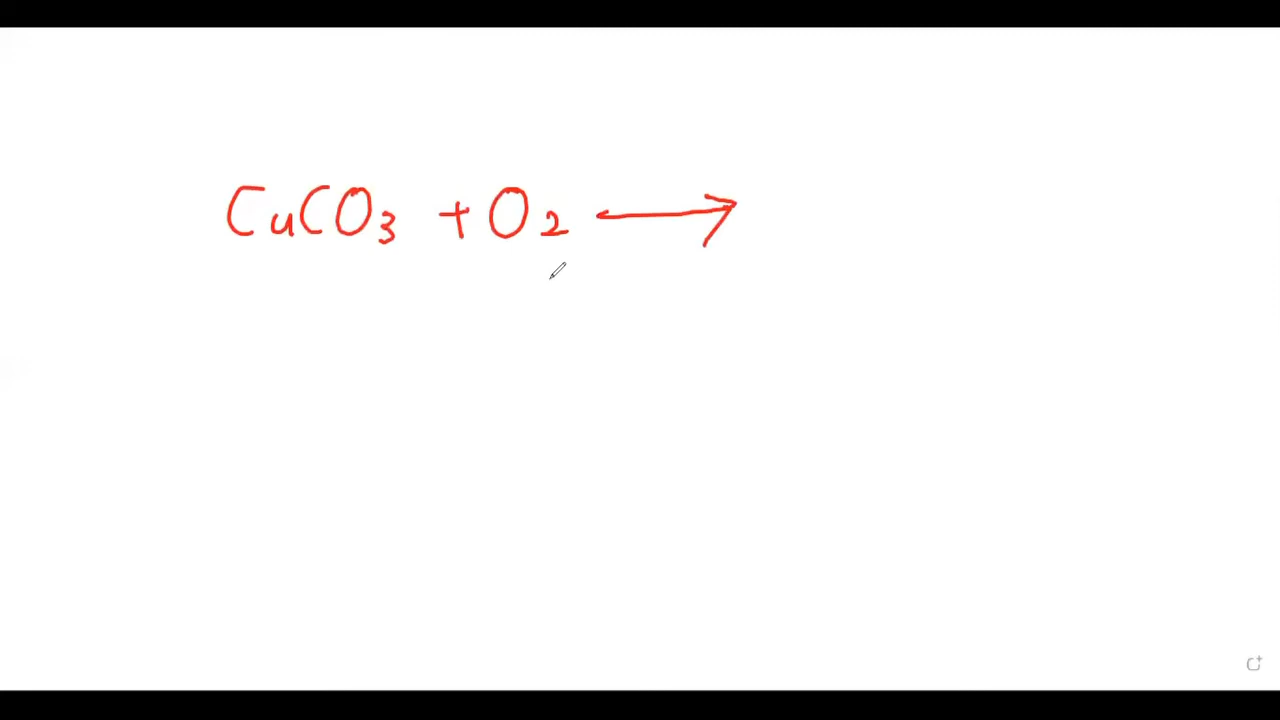 CuCO₃ + O₂ ⟶